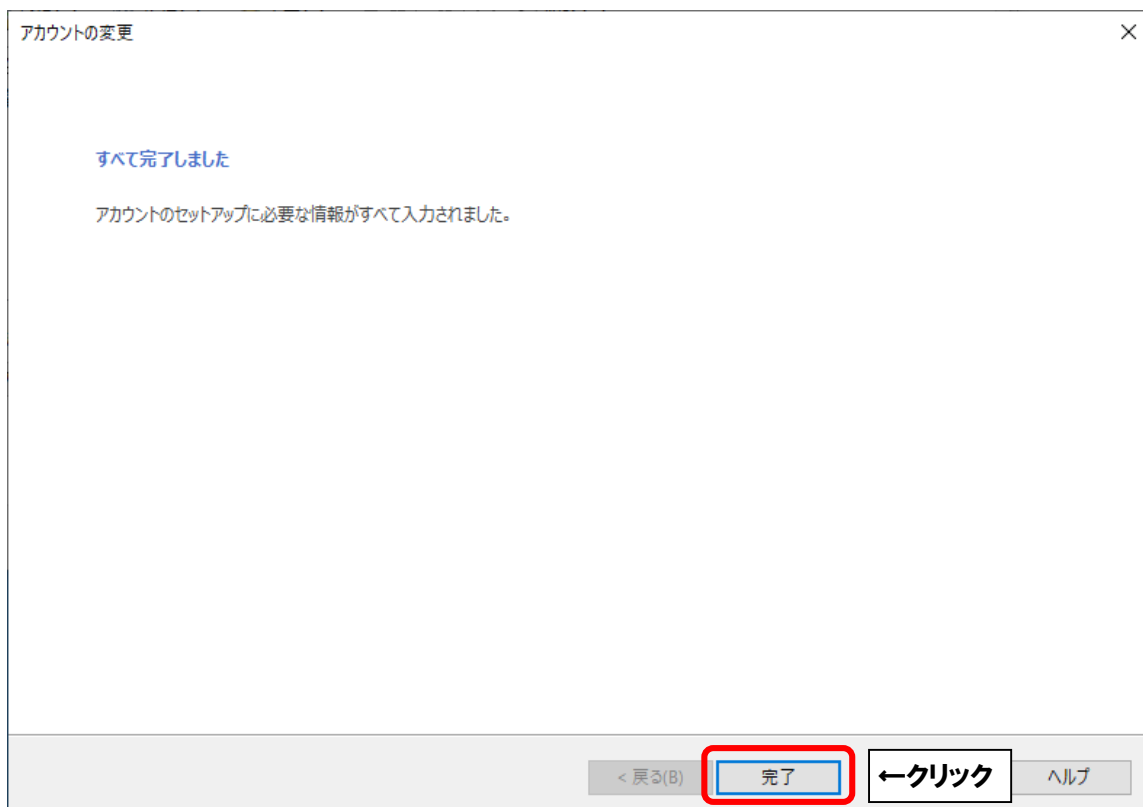 アカウントの変更
すべて完了しました
アカウントのセットアップに必要な情報がすべて入力されました。
< 戻る(B)
完了
←クリック
ヘルプ